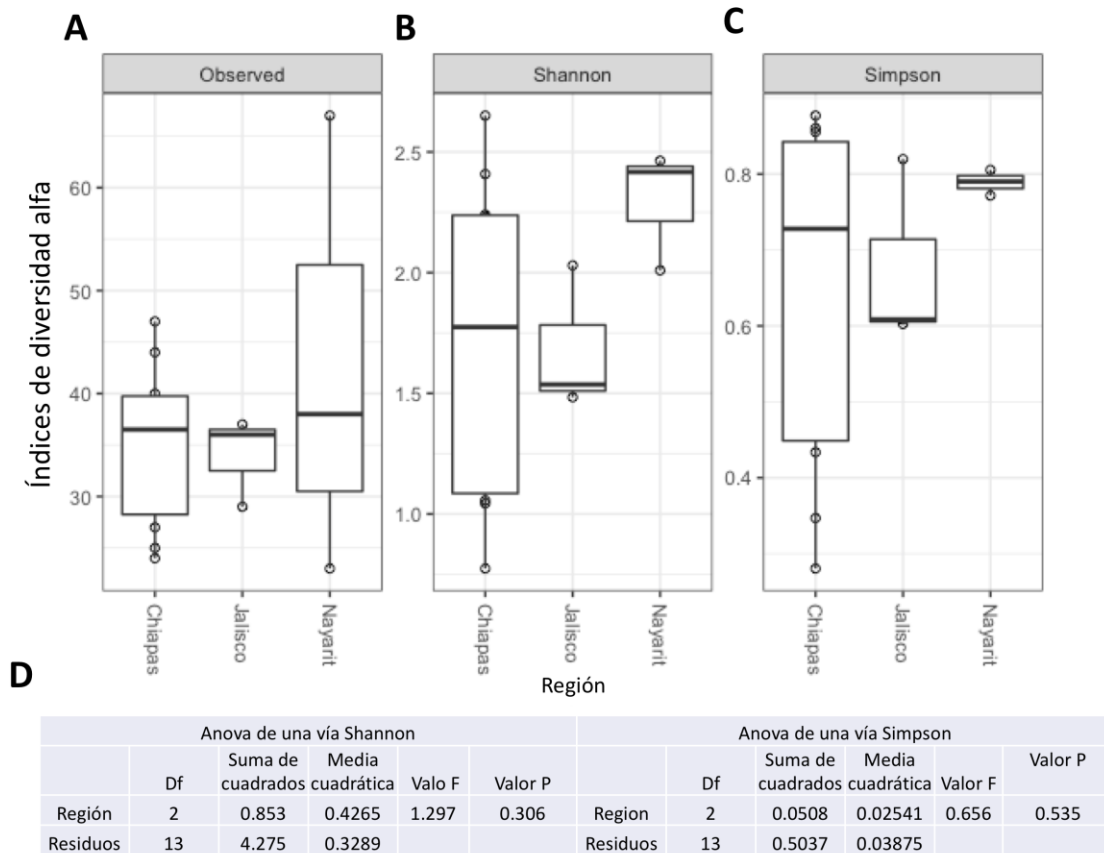 A
B
C
Observed
Shannon
Simpson
Índices de diversidad alfa
60
50
40
30
2.5
2.0
1.5
1.0
0.8
0.6
0.4
Chiapas
Jalisco
Nayarit
Chiapas
Jalisco
Nayarit
Chiapas
Jalisco
Nayarit
Región
D
Anova de una vía Shannon
Df Suma de cuadrados Media cuadrática Valo F Valor P
Región 2 0.853 0.4265 1.297 0.306
Residuos 13 4.275 0.3289
Anova de una vía Simpson
Df Suma de cuadrados Media cuadrática Valor F Valor P
Region 2 0.0508 0.02541 0.656 0.535
Residuos 13 0.5037 0.03875